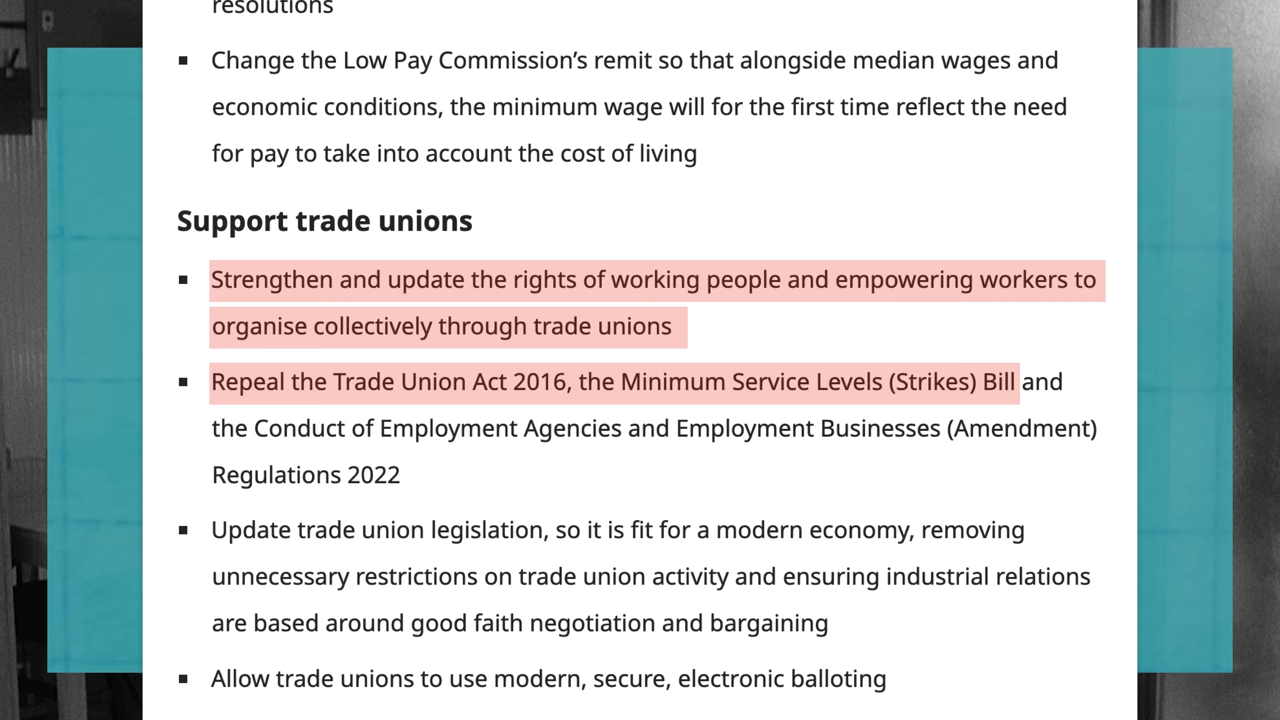 resolutions
▪ Change the Low Pay Commission’s remit so that alongside median wages and
economic conditions, the minimum wage will for the first time reflect the need
for pay to take into account the cost of living
Support trade unions
▪ Strengthen and update the rights of working people and empowering workers to
organise collectively through trade unions
▪ Repeal the Trade Union Act 2016, the Minimum Service Levels (Strikes) Bill and
the Conduct of Employment Agencies and Employment Businesses (Amendment)
Regulations 2022
▪ Update trade union legislation, so it is fit for a modern economy, removing
unnecessary restrictions on trade union activity and ensuring industrial relations
are based around good faith negotiation and bargaining
▪ Allow trade unions to use modern, secure, electronic balloting